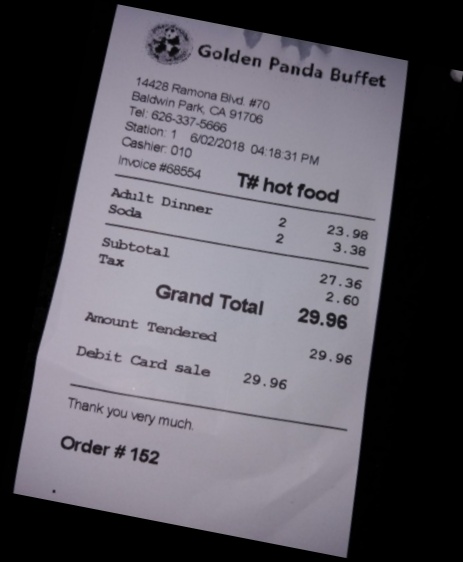 Golden Panda Buffet
14428 Ramona Blvd. #70
Baldwin Park, CA 91706
Tel: 626-337-5666
Station: 1 6/02/2018 04:18:31 PM
Cashier: 010
Invoice #68554 T# hot food
Adult Dinner 2 23.98
Soda 2 3.38
Subtotal 27.36
Tax 2.60
Grand Total 29.96
Amount Tendered 29.96
Debit Card sale 29.96
Thank you very much.
Order # 152